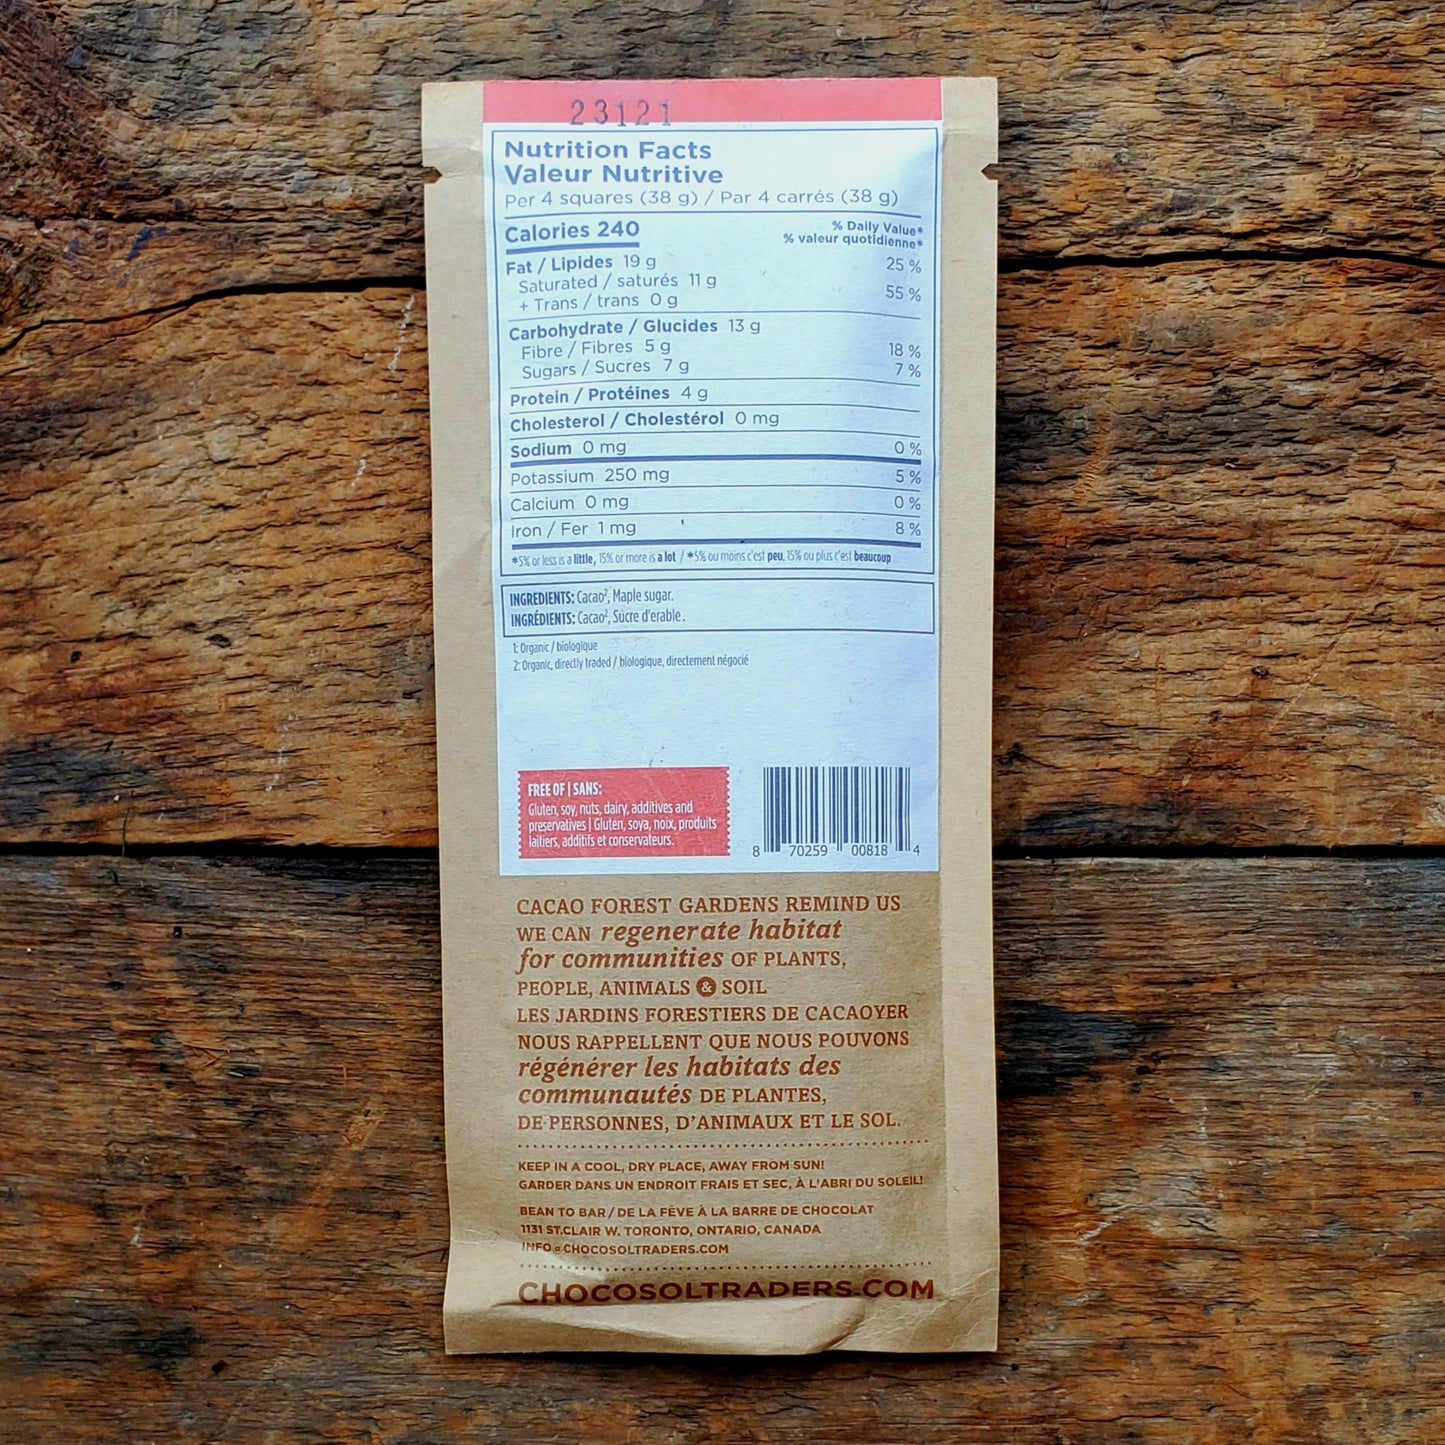 23121
Nutrition Facts
Valeur Nutritive
Per 4 squares (38 g) / Par 4 carrés (38 g)
Calories 240
% Daily Value*
% valeur quotidienne*
Fat / Lipides 19 g 25 %
Saturated / saturés 11 g
+ Trans / trans 0 g 55 %
Carbohydrate / Glucides 13 g
Fibre / Fibres 5 g 18 %
Sugars / Sucres 7 g 7 %
Protein / Protéines 4 g
Cholesterol / Cholestérol 0 mg
Sodium 0 mg 0 %
Potassium 250 mg 5 %
Calcium 0 mg 0 %
Iron / Fer 1 mg 8 %
*5% or less is a little, 15% or more is a lot / *5% ou moins c'est peu, 15% ou plus c'est beaucoup
INGREDIENTS: Cacao², Maple sugar.
INGRÉDIENTS: Cacao², Sucre d'erable.
1: Organic / biologique
2: Organic, directly traded / biologique, directement négocié
FREE OF | SANS:
Gluten, soy, nuts, dairy, additives and
preservatives | Gluten, soya, noix, produits
laitiers, additifs et conservateurs.
8 70259 00818 4
CACAO FOREST GARDENS REMIND US
WE CAN regenerate habitat
for communities OF PLANTS,
PEOPLE, ANIMALS & SOIL
LES JARDINS FORESTIERS DE CACAOYER
NOUS RAPPELLENT QUE NOUS POUVONS
régénérer les habitats des
communautés DE PLANTES,
DE PERSONNES, D'ANIMAUX ET LE SOL.
KEEP IN A COOL, DRY PLACE, AWAY FROM SUN!
GARDER DANS UN ENDROIT FRAIS ET SEC, À L'ABRI DU SOLEIL!
BEAN TO BAR / DE LA FÈVE À LA BARRE DE CHOCOLAT
1131 ST.CLAIR W. TORONTO, ONTARIO, CANADA
INFO@CHOCOSOLTRADERS.COM
CHOCOSOLTRADERS.COM